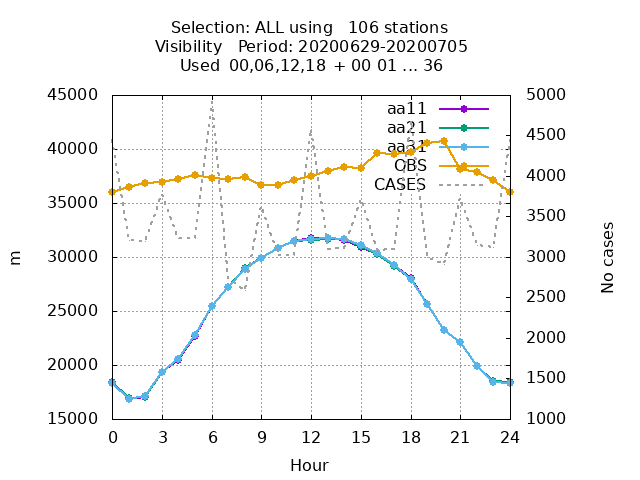 Selection: ALL using   106 stations
Visibility   Period: 20200629-20200705
Used  00,06,12,18 + 00 01 ... 36
45000
40000
35000
30000
25000
20000
15000
m
5000
4500
4000
3500
3000
2500
2000
1500
1000
No cases
aa11
aa21
aa31
OBS
CASES
0 3 6 9 12 15 18 21 24
Hour